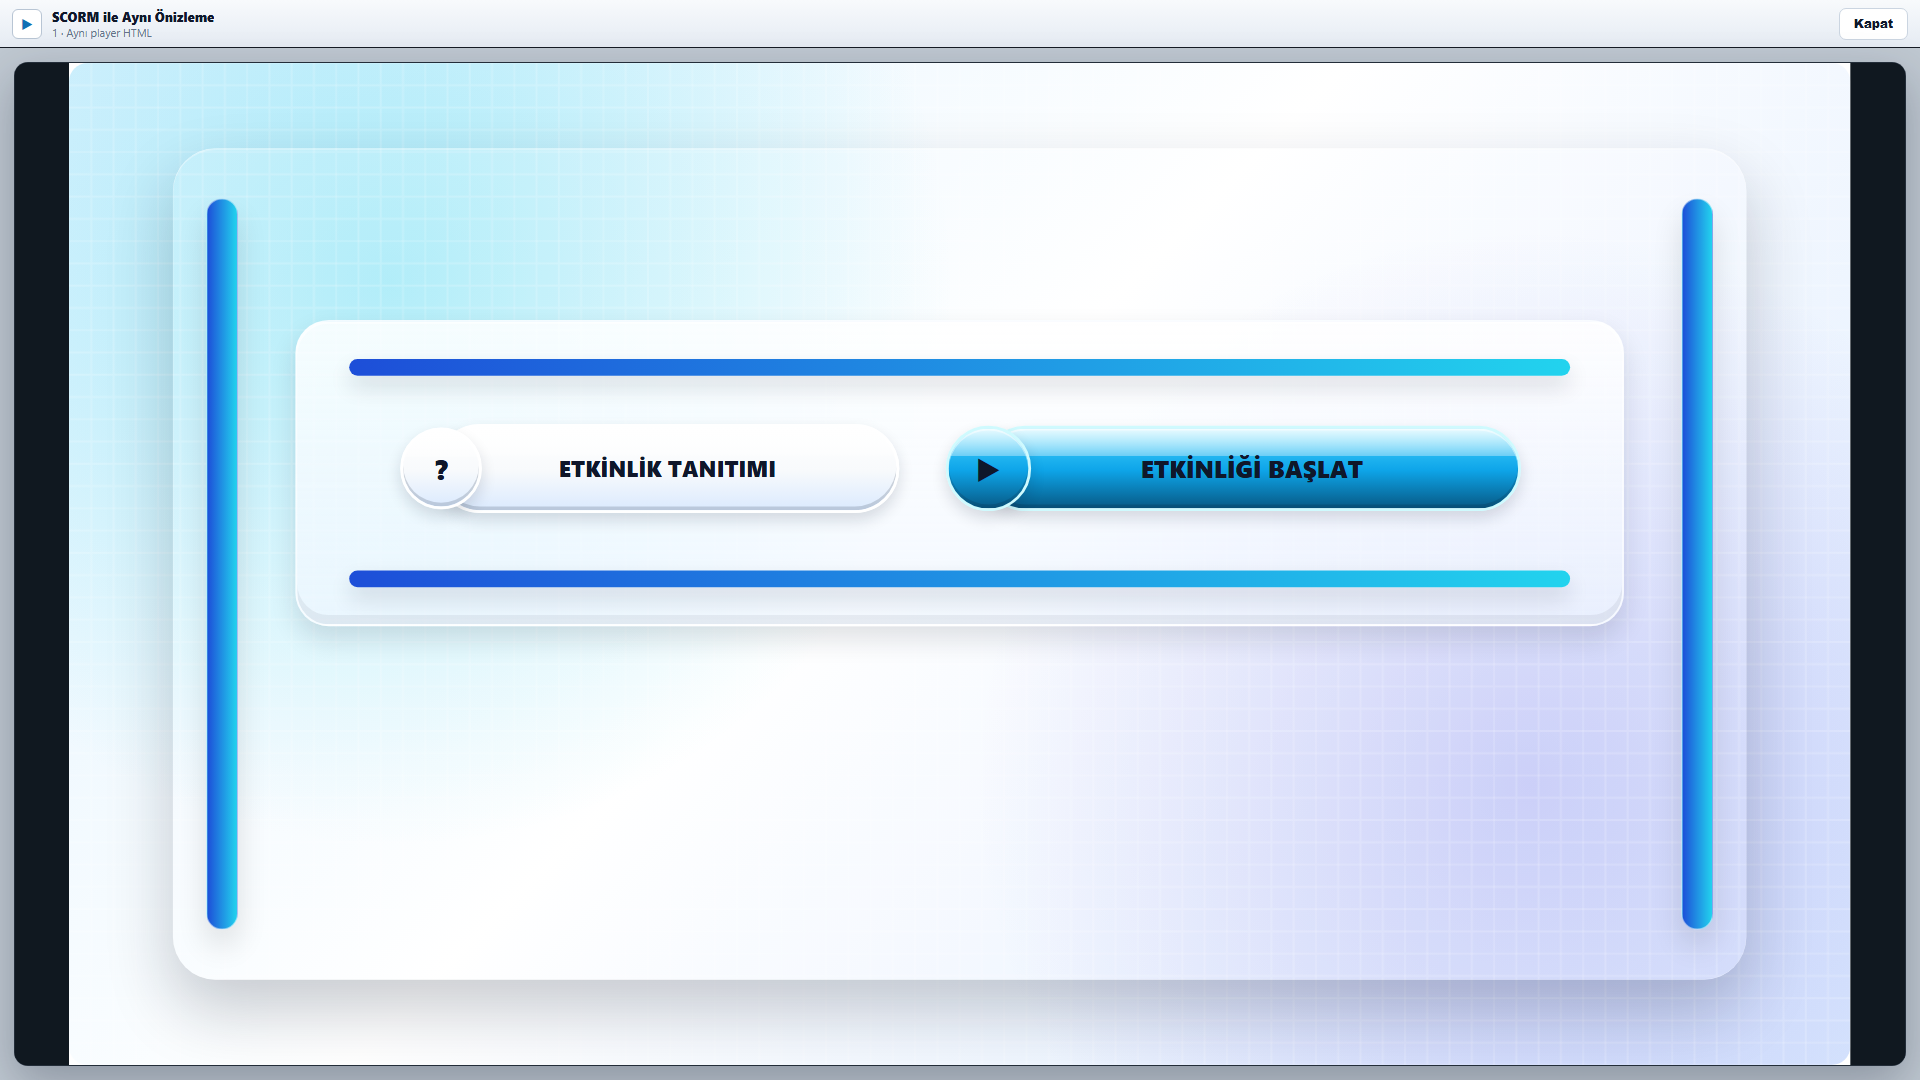 SCORM ile Aynı Önizleme
1 · Aynı player HTML
Kapat
? ETKİNLİK TANITIMI
ETKİNLİĞİ BAŞLAT